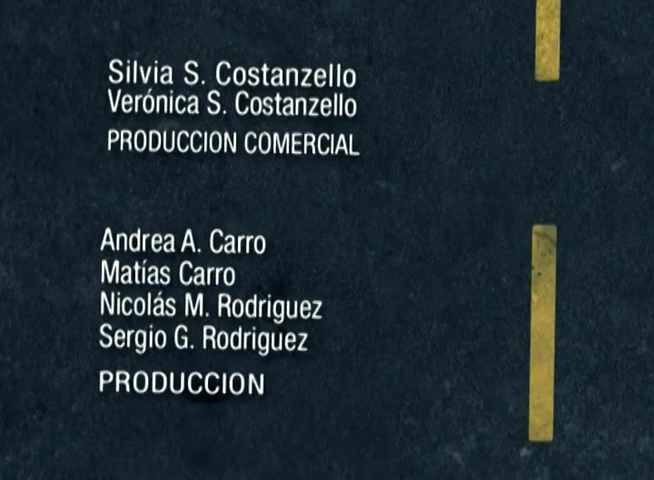 Silvia S. Costanzello
Verónica S. Costanzello
PRODUCCION COMERCIAL
Andrea A. Carro
Matías Carro
Nicolás M. Rodriguez
Sergio G. Rodriguez
PRODUCCION